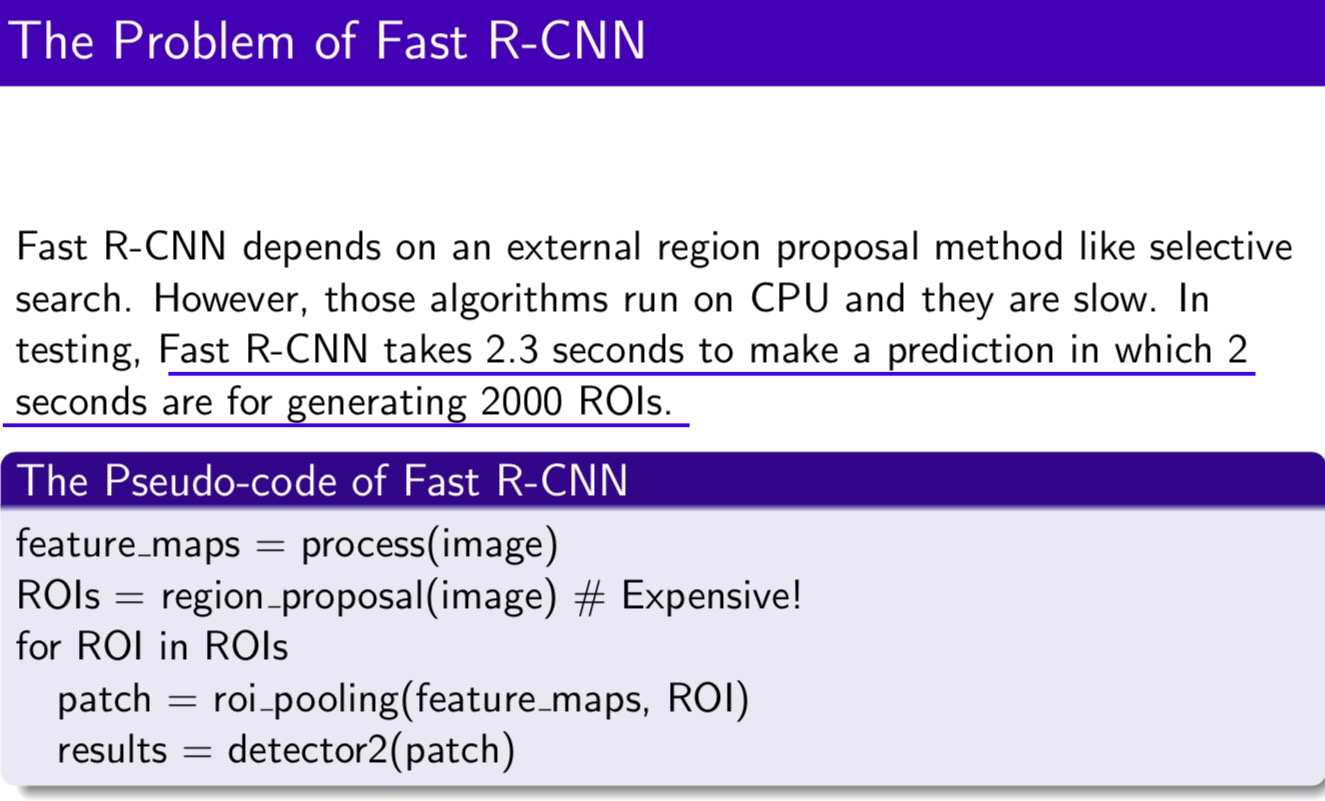 The Problem of Fast R-CNN
Fast R-CNN depends on an external region proposal method like selective
search. However, those algorithms run on CPU and they are slow. In
testing, Fast R-CNN takes 2.3 seconds to make a prediction in which 2
seconds are for generating 2000 ROIs.
The Pseudo-code of Fast R-CNN
feature_maps = process(image)
ROIs = region_proposal(image) # Expensive!
for ROI in ROIs
patch = roi_pooling(feature_maps, ROI)
results = detector2(patch)